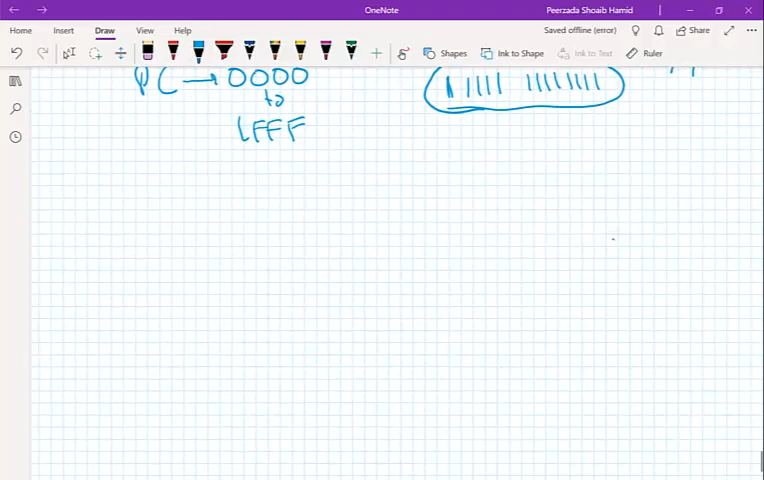 OneNote
Peerzada Shoaib Hamid
Home Insert Draw View Help
Saved offline (error)
Share
Shapes
Ink to Shape
Ink to Text
Ruler
PC → 0000
to
1FFF